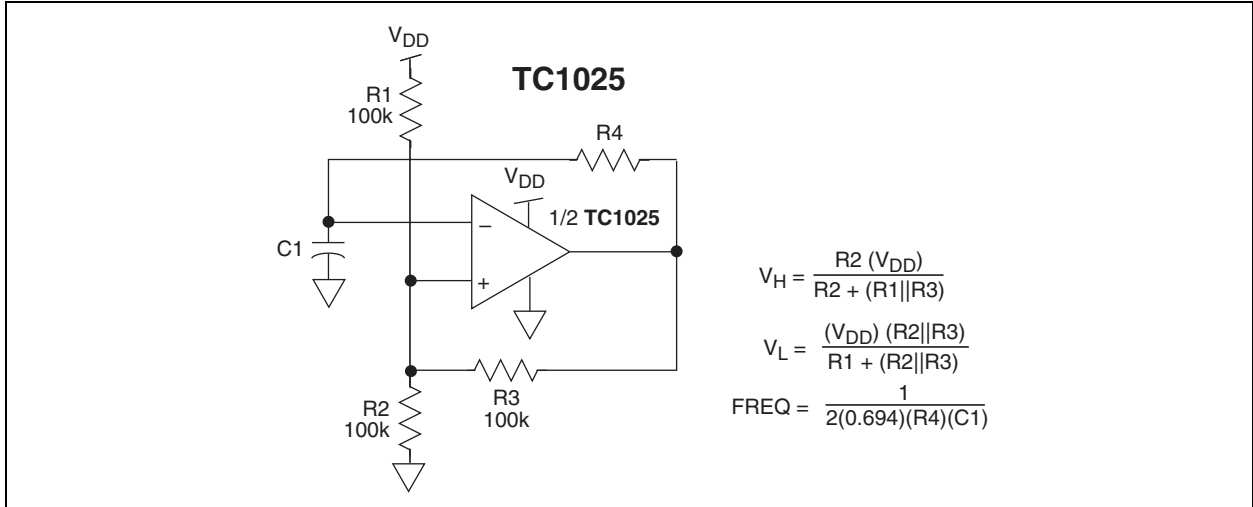 VDD
TC1025
R1
100k
R4
VDD
1/2 TC1025
−
C1
+
R3
100k
R2
100k
VH = R2 (VDD) / R2 + (R1||R3)
VL = (VDD) (R2||R3) / R1 + (R2||R3)
FREQ = 1 / 2(0.694)(R4)(C1)